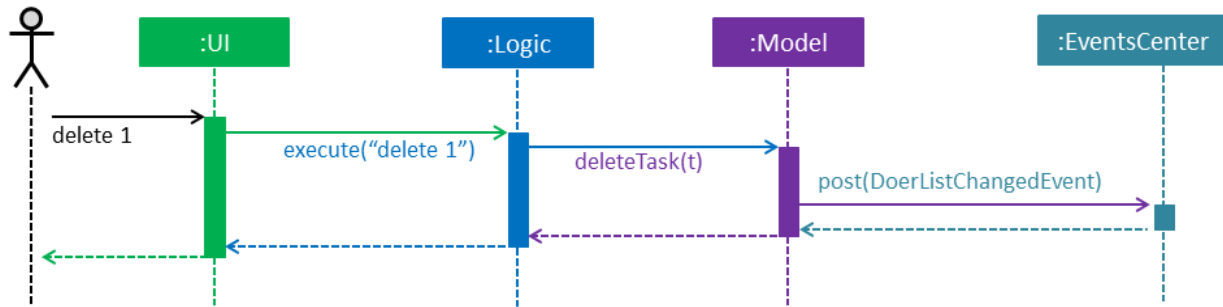 :UI
:Logic
:Model
:EventsCenter
delete 1
execute(“delete 1”)
deleteTask(t)
post(DoerListChangedEvent)